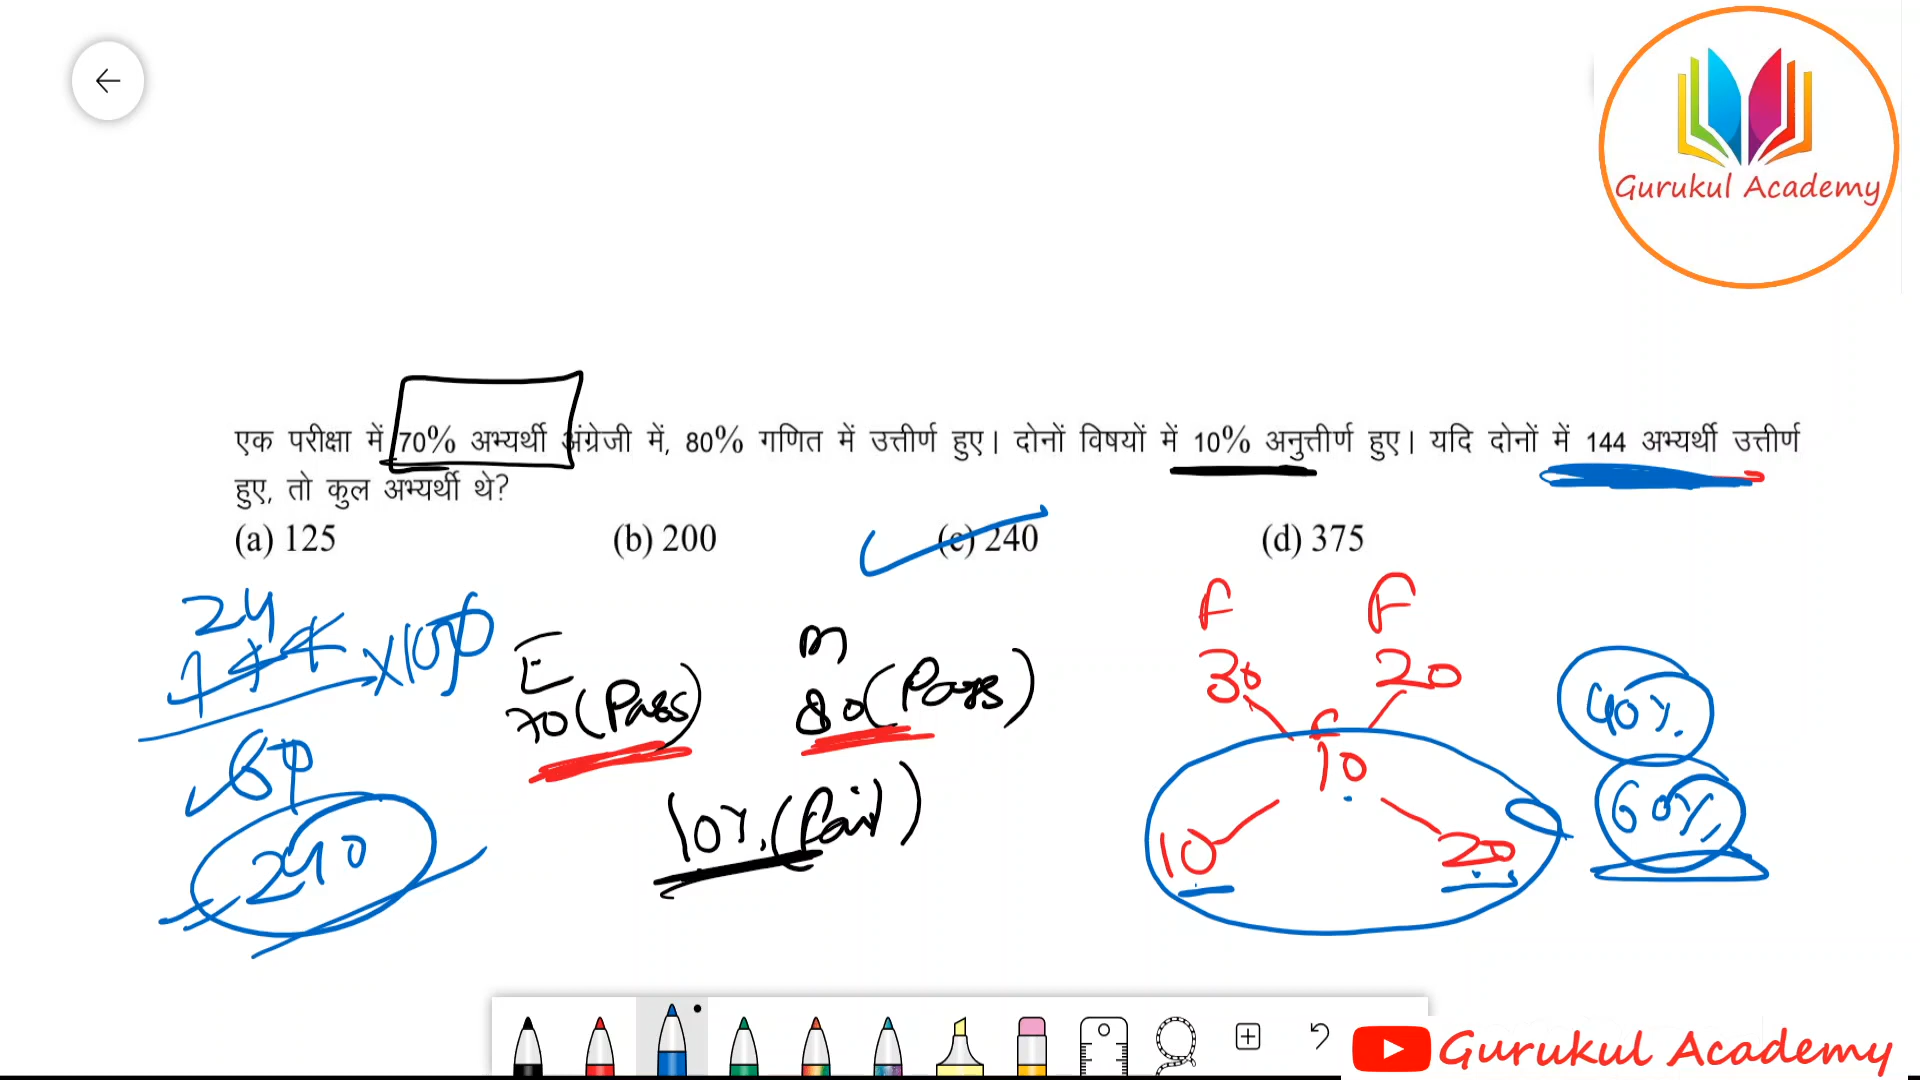 Gurukul Academy
एक परीक्षा में 70% अभ्यर्थी अंग्रेजी में, 80% गणित में उत्तीर्ण हुए। दोनों विषयों में 10% अनुत्तीर्ण हुए। यदि दोनों में 144 अभ्यर्थी उत्तीर्ण
हुए, तो कुल अभ्यर्थी थे?
(a) 125 (b) 200 (c) 240 (d) 375
24
144 ×100
60
240
E
70(Pass)
m
80(Pass)
10%(Fail)
F F
30 20
F
10
10 20
40%
60%
Gurukul Academy